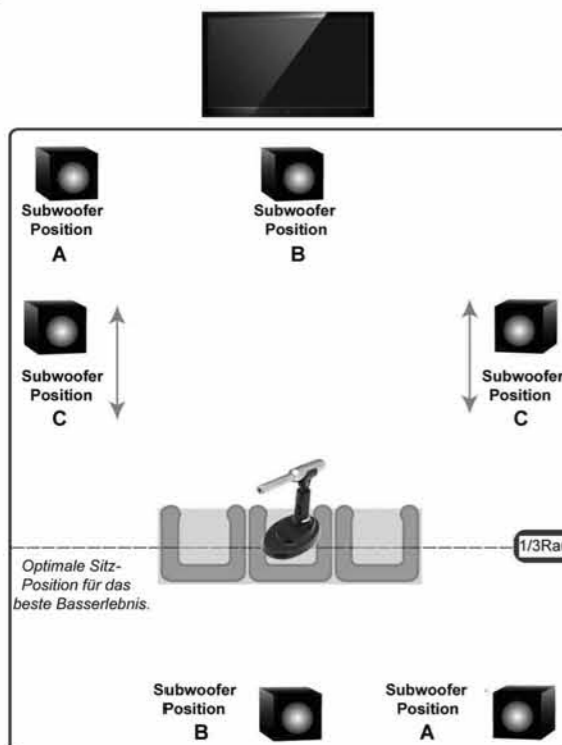 Subwoofer
Position
A
Subwoofer
Position
B
Subwoofer
Position
C
Subwoofer
Position
C
Optimale Sitz-
Position für das
beste Basserlebnis.
Subwoofer
Position
B
Subwoofer
Position
A